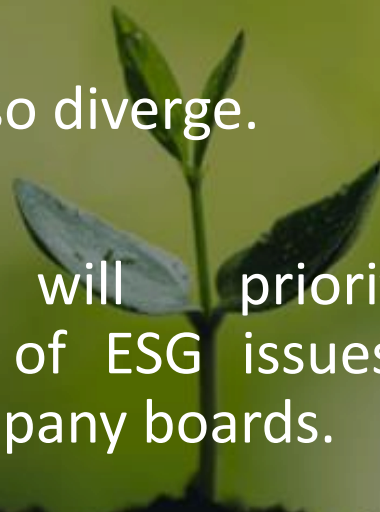 so diverge.
will priori
of ESG issues
pany boards.